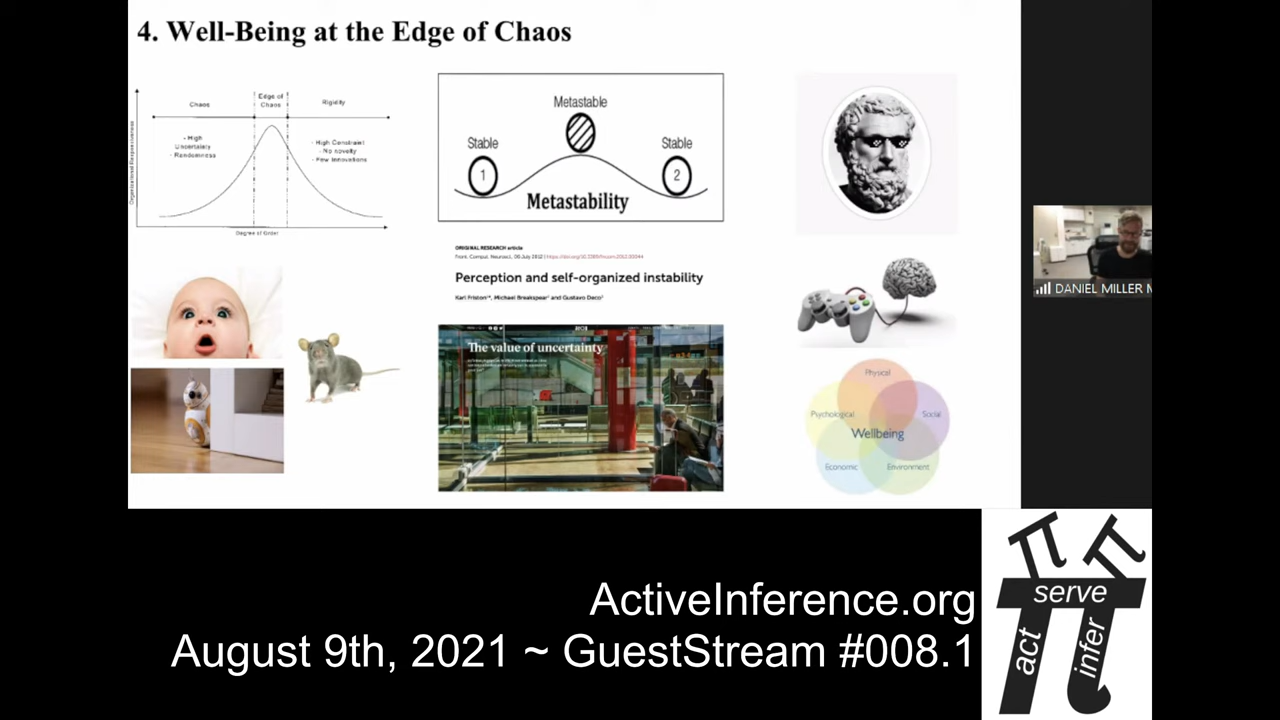 4. Well-Being at the Edge of Chaos
Chaos
Edge of
Chaos
Rigidity
- High
Uncertainty
- Randomness
- High Constraint
- No novelty
- Few Innovations
Degree of Order
Metastable
Stable
Stable
1
2
Metastability
ORIGINAL RESEARCH article
Perception and self-organized instability
Karl Friston, Michael Breakspear and Gustavo Deco
The value of uncertainty
Physical
Psychological
Social
Wellbeing
Economic
Environment
DANIEL MILLER M
ActiveInference.org
August 9th, 2021 ~ GuestStream #008.1
serve
act
infer